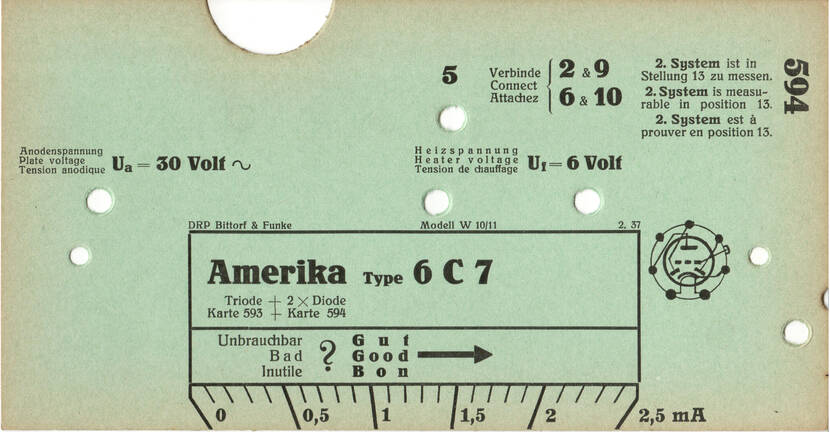 5
Verbinde
Connect
Attachez
2 & 9
6 & 10
2. System ist in
Stellung 13 zu messen.
2. System is measu-
rable in position 13.
2. System est à
prouver en position 13.
594
Anodenspannung
Plate voltage
Tension anodique
Ua = 30 Volt ~
Heizspannung
Heater voltage
Tension de chauffage
Uf = 6 Volt
DRP Bittorf & Funke Modell W 10/11 2. 37
Amerika Type 6 C 7
Triode + 2 × Diode
Karte 593 + Karte 594
Unbrauchbar
Bad
Inutile
?
Gut
Good
Bon
0 0,5 1 1,5 2 2,5 mA